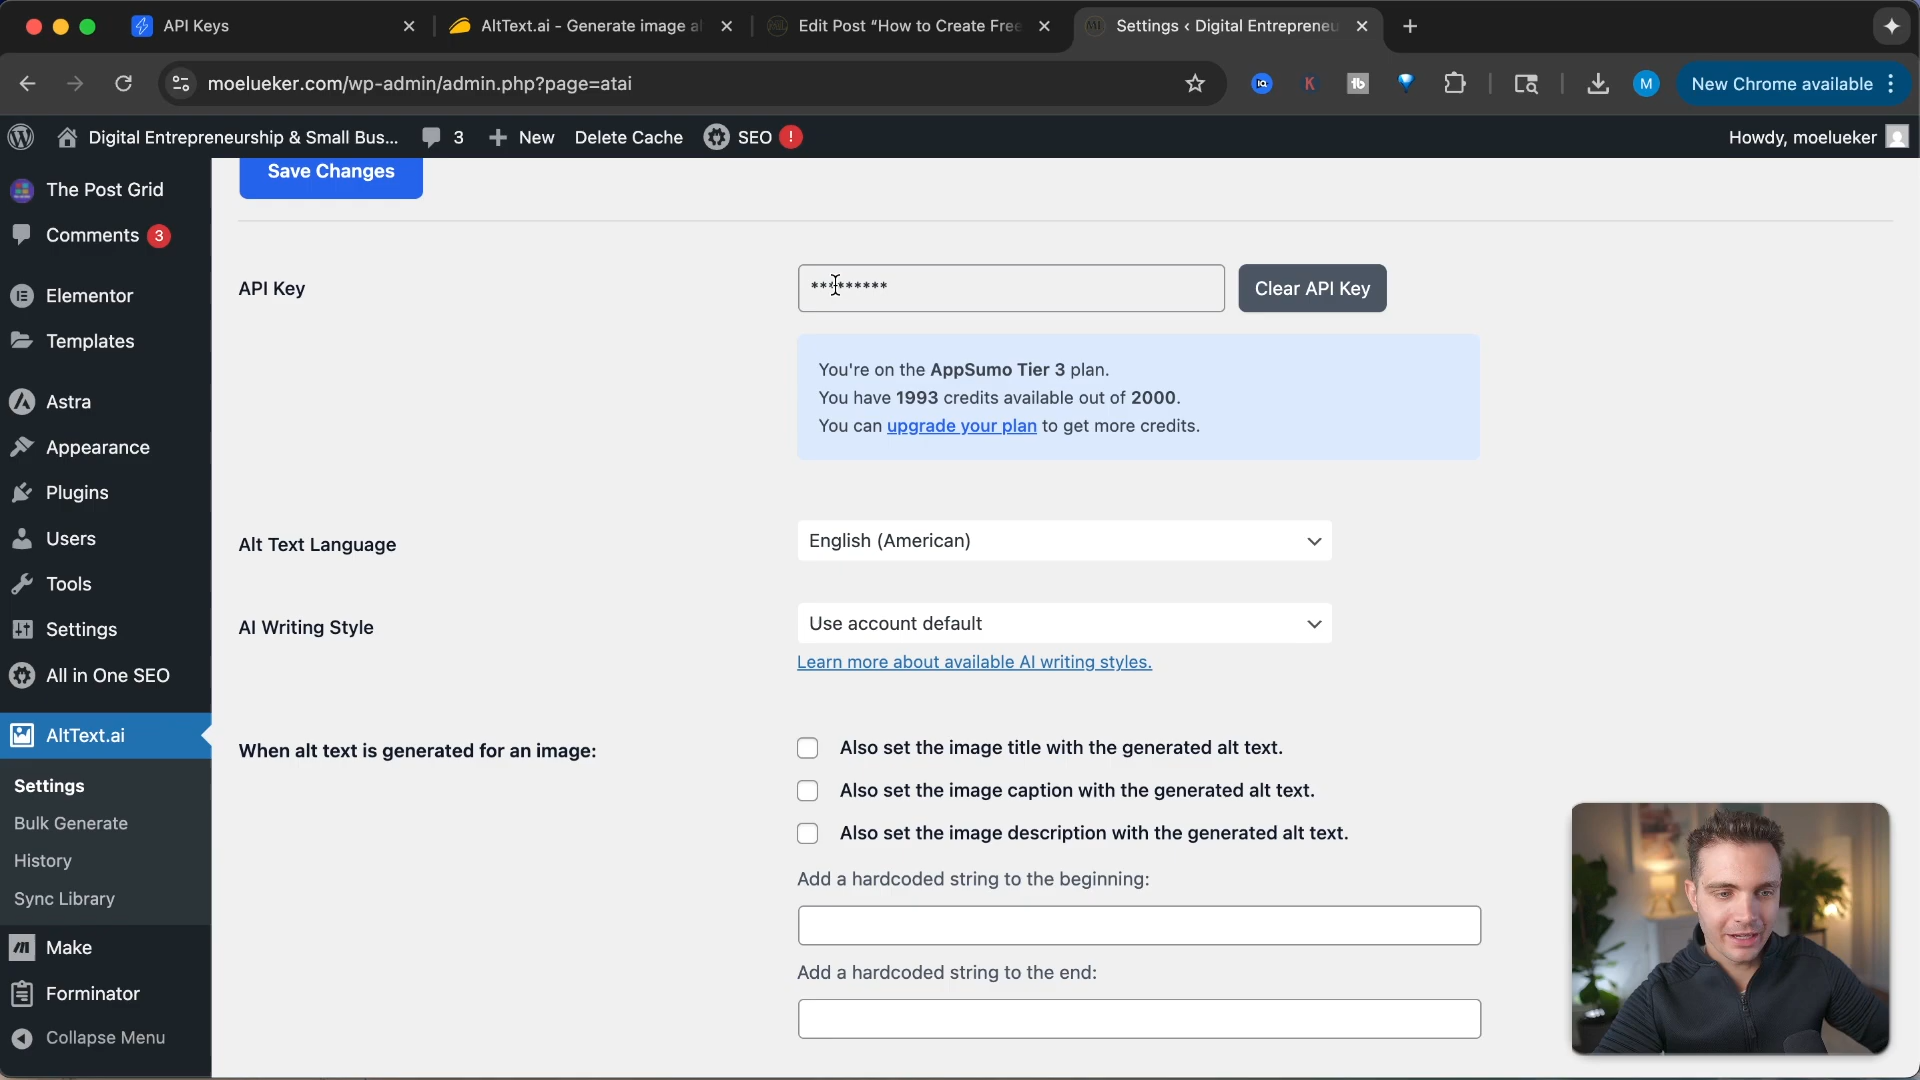 API Keys
AltText.ai - Generate image al
Edit Post “How to Create Free
Settings ‹ Digital Entrepreneu
moelueker.com/wp-admin/admin.php?page=atai
New Chrome available
Digital Entrepreneurship & Small Bus...
3
New
Delete Cache
SEO
!
Howdy, moelueker
The Post Grid
Comments 3
Elementor
Templates
Astra
Appearance
Plugins
Users
Tools
Settings
All in One SEO
AltText.ai
Settings
Bulk Generate
History
Sync Library
Make
Forminator
Collapse Menu
Save Changes
API Key
*********
Clear API Key
You're on the AppSumo Tier 3 plan.
You have 1993 credits available out of 2000.
You can upgrade your plan to get more credits.
Alt Text Language
English (American)
AI Writing Style
Use account default
Learn more about available AI writing styles.
When alt text is generated for an image:
Also set the image title with the generated alt text.
Also set the image caption with the generated alt text.
Also set the image description with the generated alt text.
Add a hardcoded string to the beginning:
Add a hardcoded string to the end: